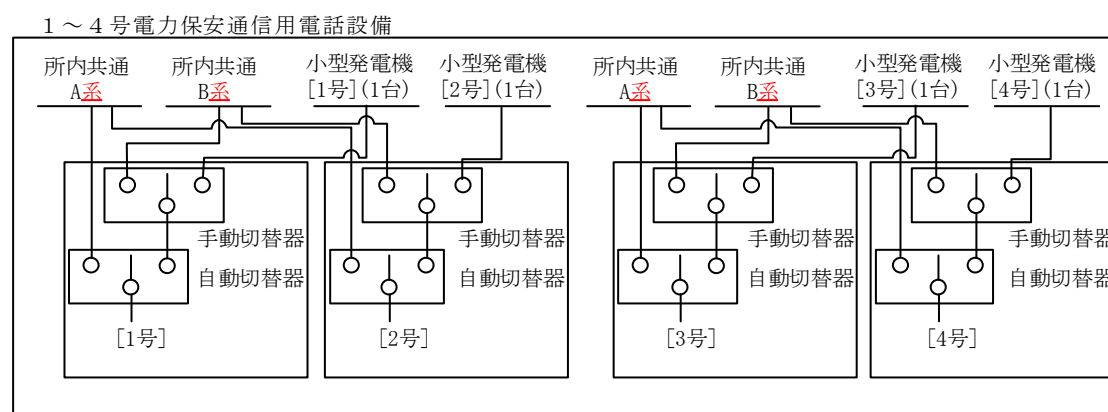 1～4号電力保安通信用電話設備
所内共通 所内共通 小型発電機 小型発電機 所内共通 所内共通 小型発電機 小型発電機
A系 B系 [1号](1台) [2号](1台) A系 B系 [3号](1台) [4号](1台)
手動切替器 手動切替器 手動切替器 手動切替器
自動切替器 自動切替器 自動切替器 自動切替器
[1号] [2号] [3号] [4号]